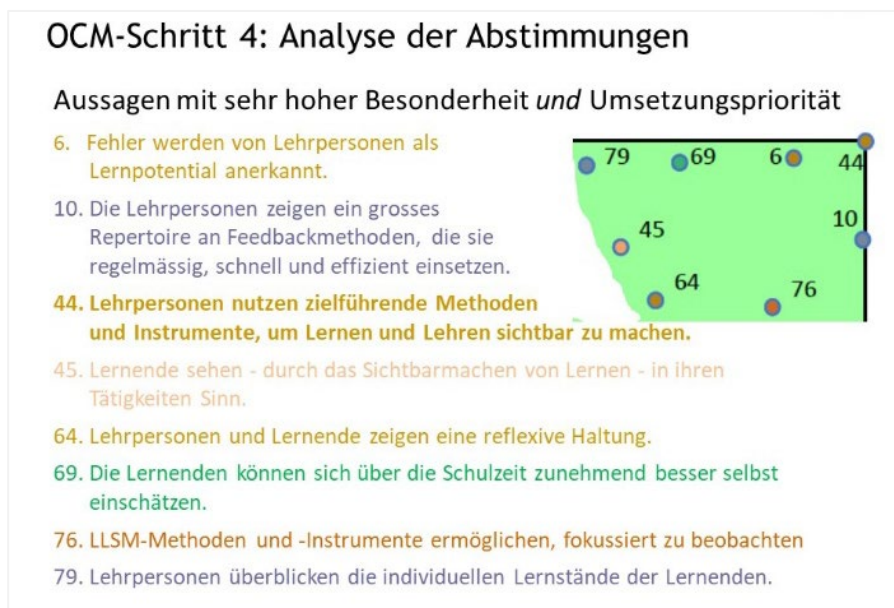 OCM-Schritt 4: Analyse der Abstimmungen
Aussagen mit sehr hoher Besonderheit und Umsetzungspriorität
6. Fehler werden von Lehrpersonen als
Lernpotential anerkannt.
10. Die Lehrpersonen zeigen ein grosses
Repertoire an Feedbackmethoden, die sie
regelmässig, schnell und effizient einsetzen.
44. Lehrpersonen nutzen zielführende Methoden
und Instrumente, um Lernen und Lehren sichtbar zu machen.
45. Lernende sehen - durch das Sichtbarmachen von Lernen - in ihren
Tätigkeiten Sinn.
64. Lehrpersonen und Lernende zeigen eine reflexive Haltung.
69. Die Lernenden können sich über die Schulzeit zunehmend besser selbst
einschätzen.
76. LLSM-Methoden und -Instrumente ermöglichen, fokussiert zu beobachten
79. Lehrpersonen überblicken die individuellen Lernstände der Lernenden.
79 69 6 44
45 10
64 76